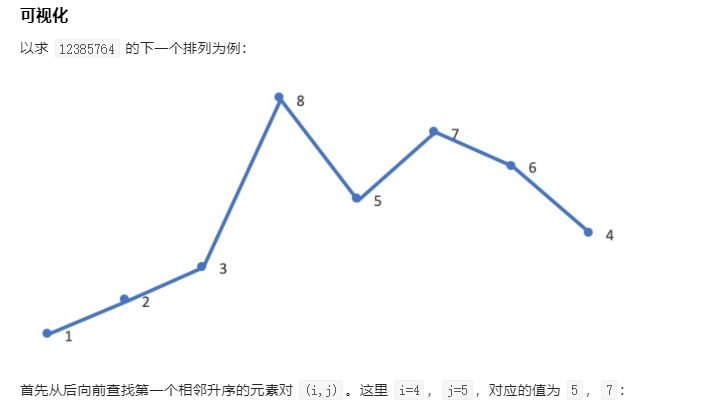 可视化
以求 12385764 的下一个排列为例：
8
7
6
5
4
3
2
1
首先从后向前查找第一个相邻升序的元素对 (i,j) 。这里 i=4 ， j=5 ，对应的值为 5 ， 7 ：